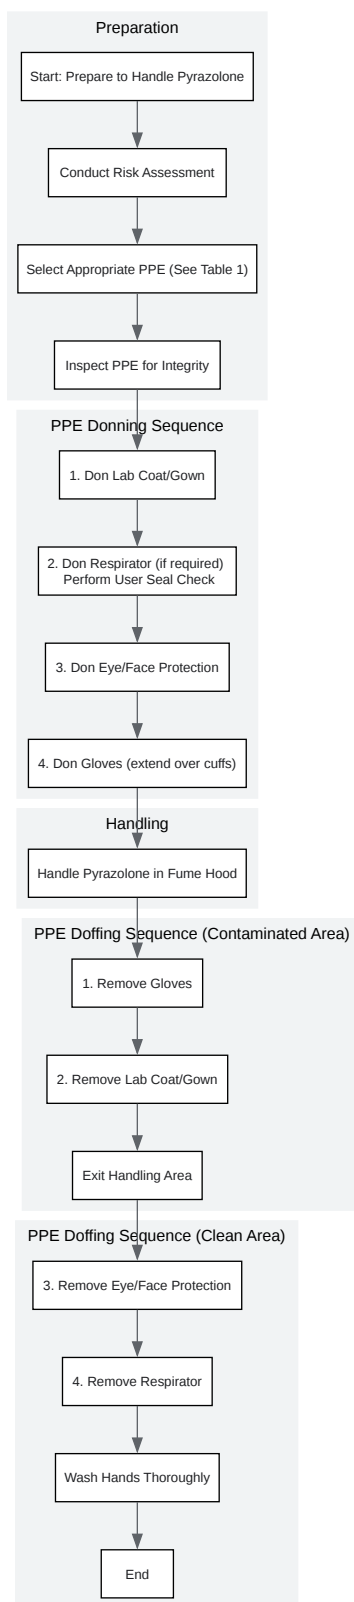 Preparation
Start: Prepare to Handle Pyrazolone
Conduct Risk Assessment
Select Appropriate PPE (See Table 1)
Inspect PPE for Integrity
PPE Donning Sequence
1. Don Lab Coat/Gown
2. Don Respirator (if required)
Perform User Seal Check
3. Don Eye/Face Protection
4. Don Gloves (extend over cuffs)
Handling
Handle Pyrazolone in Fume Hood
PPE Doffing Sequence (Contaminated Area)
1. Remove Gloves
2. Remove Lab Coat/Gown
Exit Handling Area
PPE Doffing Sequence (Clean Area)
3. Remove Eye/Face Protection
4. Remove Respirator
Wash Hands Thoroughly
End